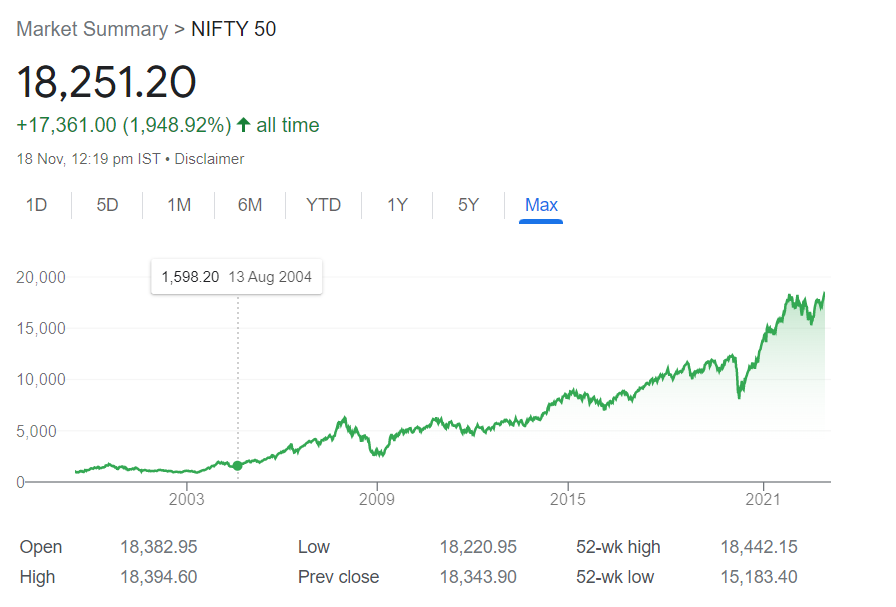 Market Summary > NIFTY 50
18,251.20
+17,361.00 (1,948.92%) ↑ all time
18 Nov, 12:19 pm IST • Disclaimer
1D 5D 1M 6M YTD 1Y 5Y Max
1,598.20 13 Aug 2004
20,000
15,000
10,000
5,000
0
2003 2009 2015 2021
Open 18,382.95 Low 18,220.95 52-wk high 18,442.15
High 18,394.60 Prev close 18,343.90 52-wk low 15,183.40